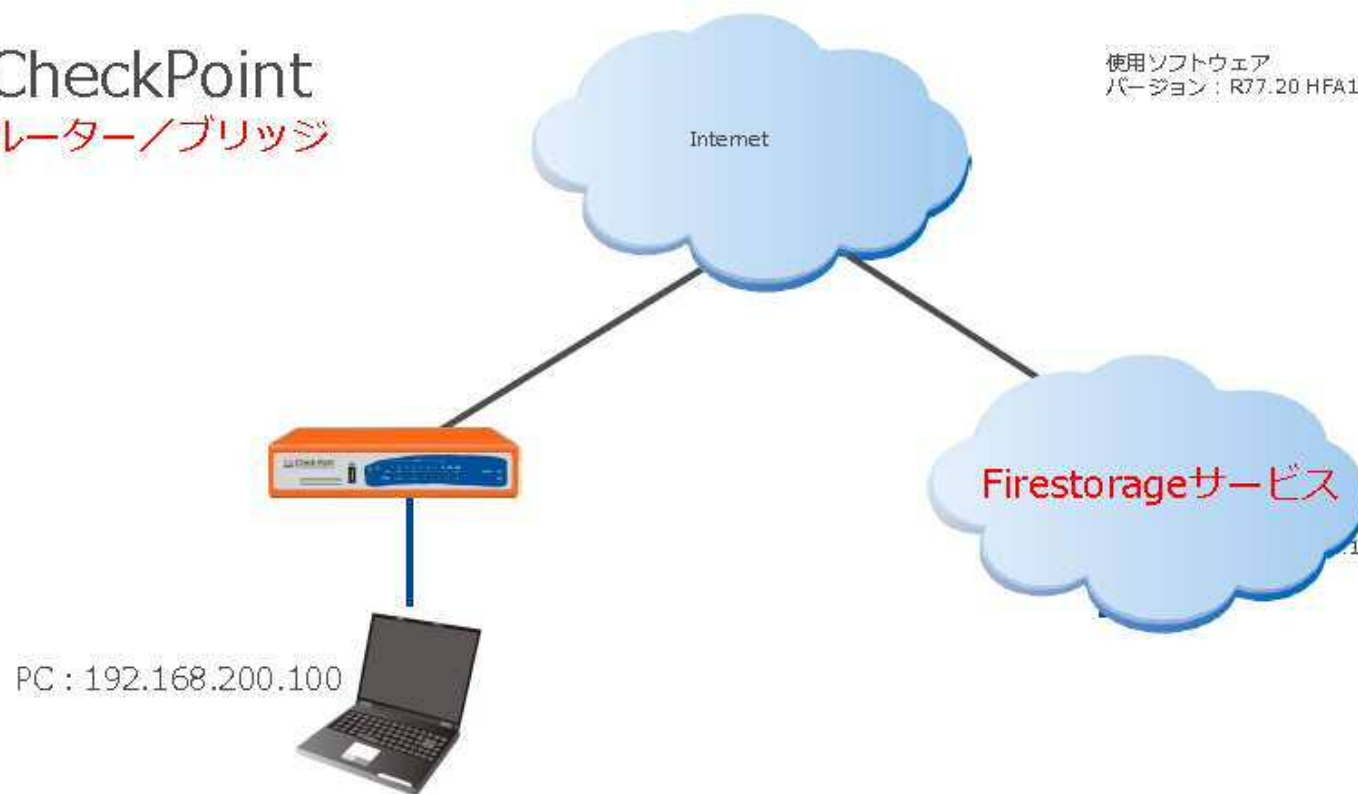 CheckPoint
ルーター／ブリッジ
使用ソフトウェア
バージョン：R77.20 HFA1
Internet
Check Point
Firestorageサービス
PC：192.168.200.100